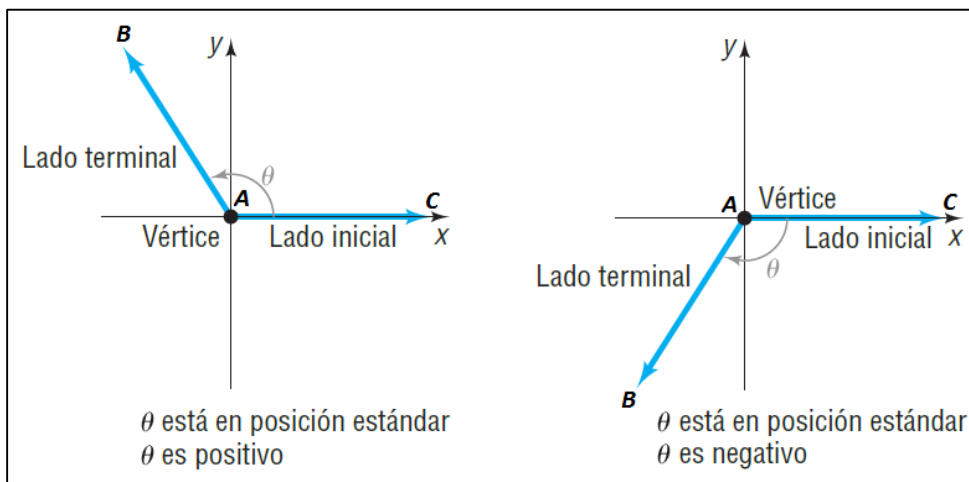 B
y
Lado terminal
θ
A
C
Vértice
Lado inicial
x
θ está en posición estándar
θ es positivo
y
A
Vértice
C
Lado inicial
x
Lado terminal
θ
B
θ está en posición estándar
θ es negativo